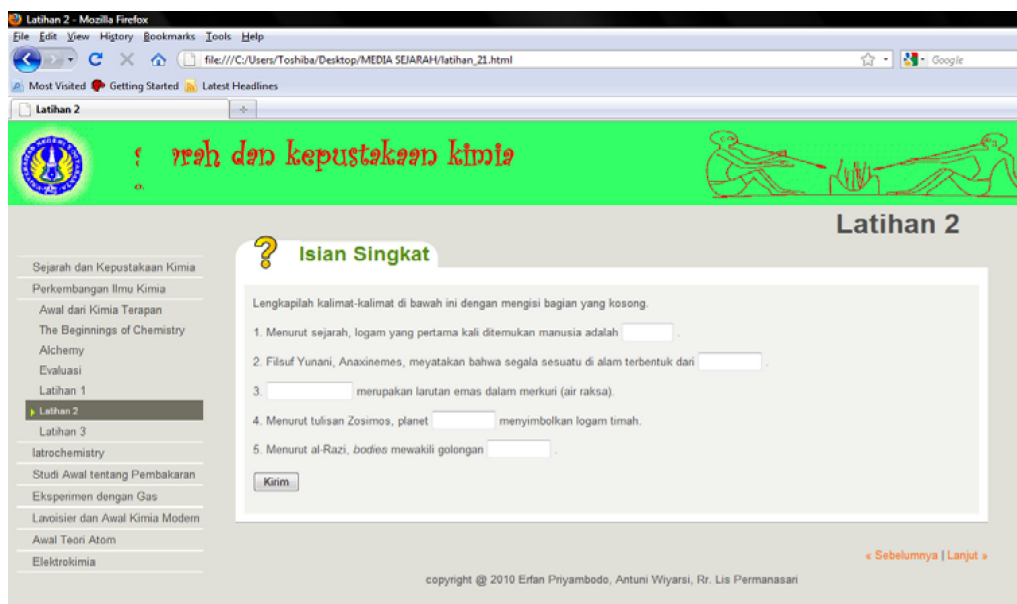 Latihan 2 - Mozilla Firefox
File Edit View History Bookmarks Tools Help
file:///C:/Users/Toshiba/Desktop/MEDIA SEJARAH/latihan_21.html
Google
Most Visited Getting Started Latest Headlines
Latihan 2
arah dan kepustakaan kimia
Latihan 2
Isian Singkat
Sejarah dan Kepustakaan Kimia
Perkembangan Ilmu Kimia
Awal dari Kimia Terapan
The Beginnings of Chemistry
Alchemy
Evaluasi
Latihan 1
Latihan 2
Latihan 3
Iatrochemistry
Studi Awal tentang Pembakaran
Eksperimen dengan Gas
Lavoisier dan Awal Kimia Modern
Awal Teori Atom
Elektrokimia
Lengkapilah kalimat-kalimat di bawah ini dengan mengisi bagian yang kosong.
1. Menurut sejarah, logam yang pertama kali ditemukan manusia adalah .
2. Filsuf Yunani, Anaxinemes, meyatakan bahwa segala sesuatu di alam terbentuk dari .
3. merupakan larutan emas dalam merkuri (air raksa).
4. Menurut tulisan Zosimos, planet menyimbolkan logam timah.
5. Menurut al-Razi, bodies mewakili golongan .
Kirim
« Sebelumnya | Lanjut »
copyright @ 2010 Erfan Priyambodo, Antuni Wiyarsi, Rr. Lis Permanasari